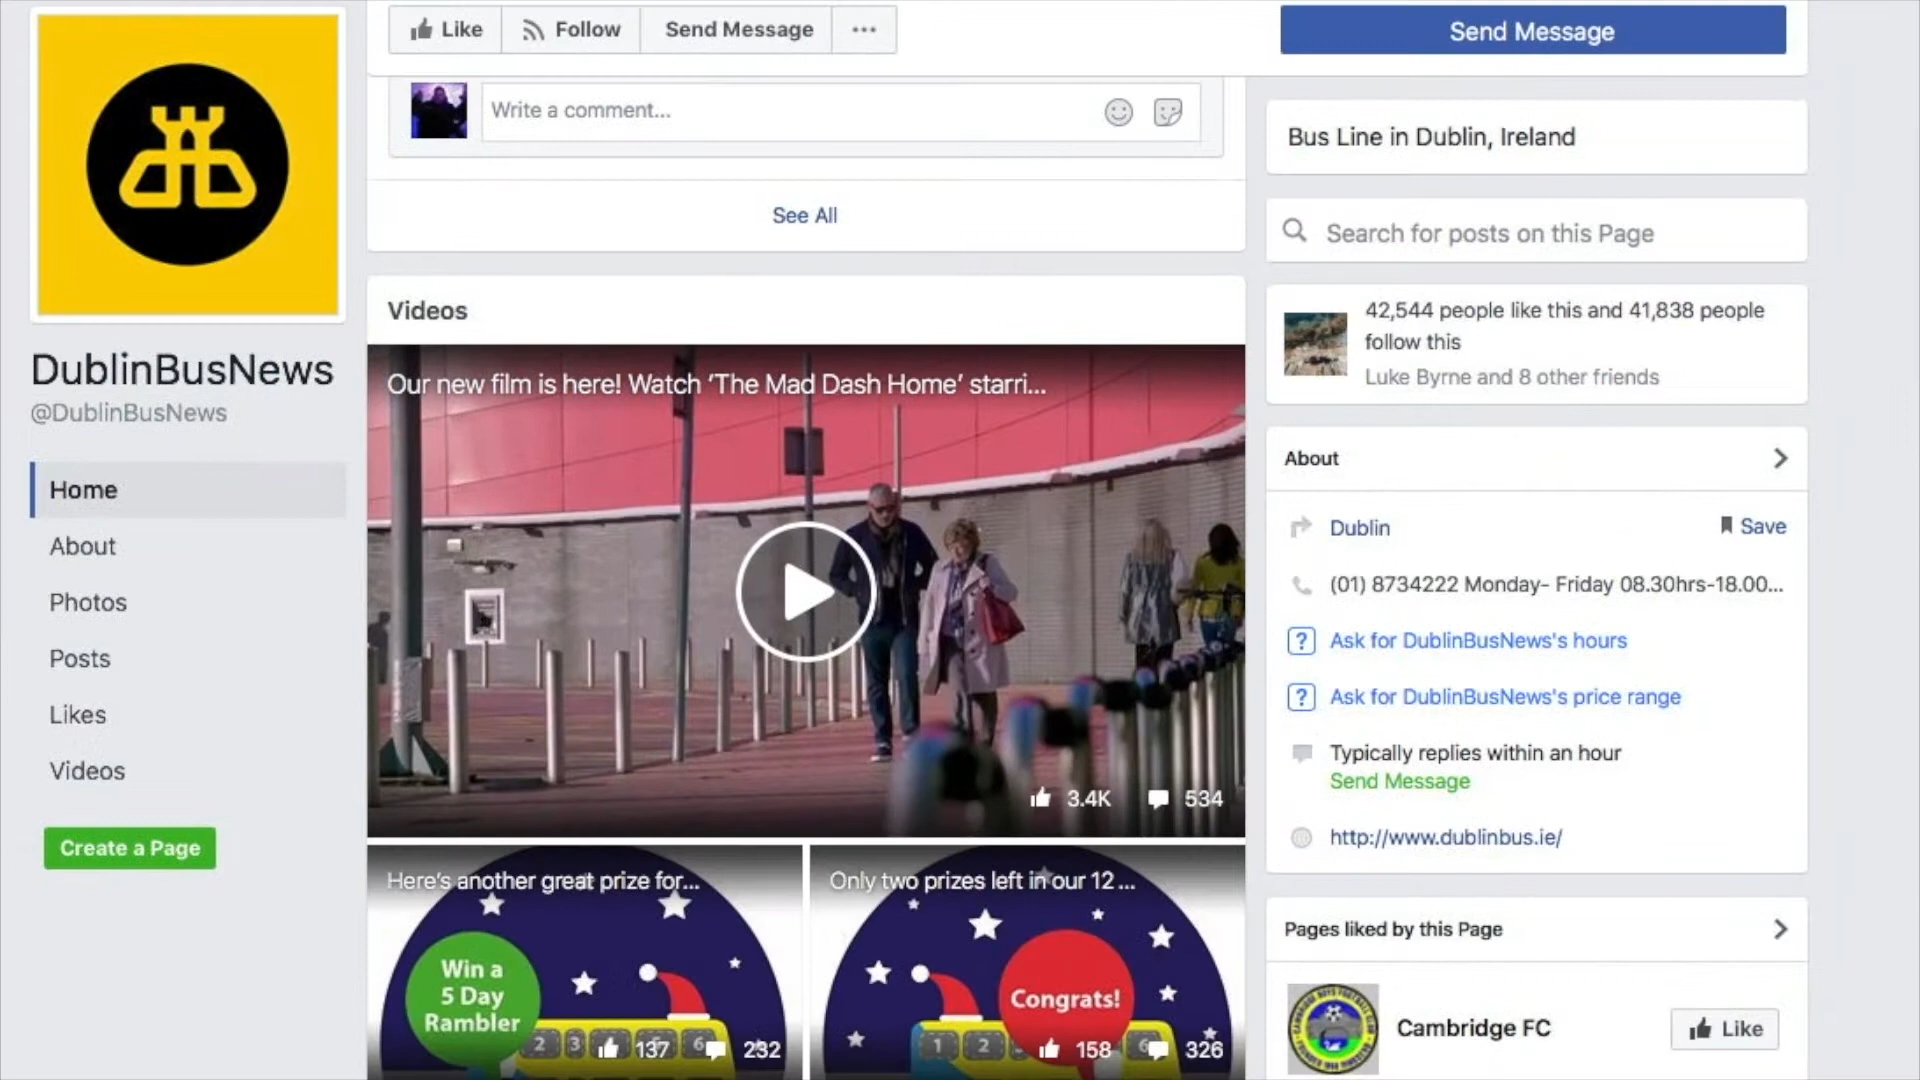 Like
Follow
Send Message
Send Message
Write a comment...
See All
Videos
Our new film is here! Watch ‘The Mad Dash Home’ starri...
3.4K
534
Here's another great prize for...
Win a
5 Day
Rambler
2 3 6
137
232
Only two prizes left in our 12 ...
Congrats!
1 2 6
158
326
DublinBusNews
@DublinBusNews
Home
About
Photos
Posts
Likes
Videos
Create a Page
Bus Line in Dublin, Ireland
Search for posts on this Page
42,544 people like this and 41,838 people
follow this
Luke Byrne and 8 other friends
About
Dublin
Save
(01) 8734222 Monday- Friday 08.30hrs-18.00...
? Ask for DublinBusNews's hours
? Ask for DublinBusNews's price range
Typically replies within an hour
Send Message
http://www.dublinbus.ie/
Pages liked by this Page
Cambridge FC
Like